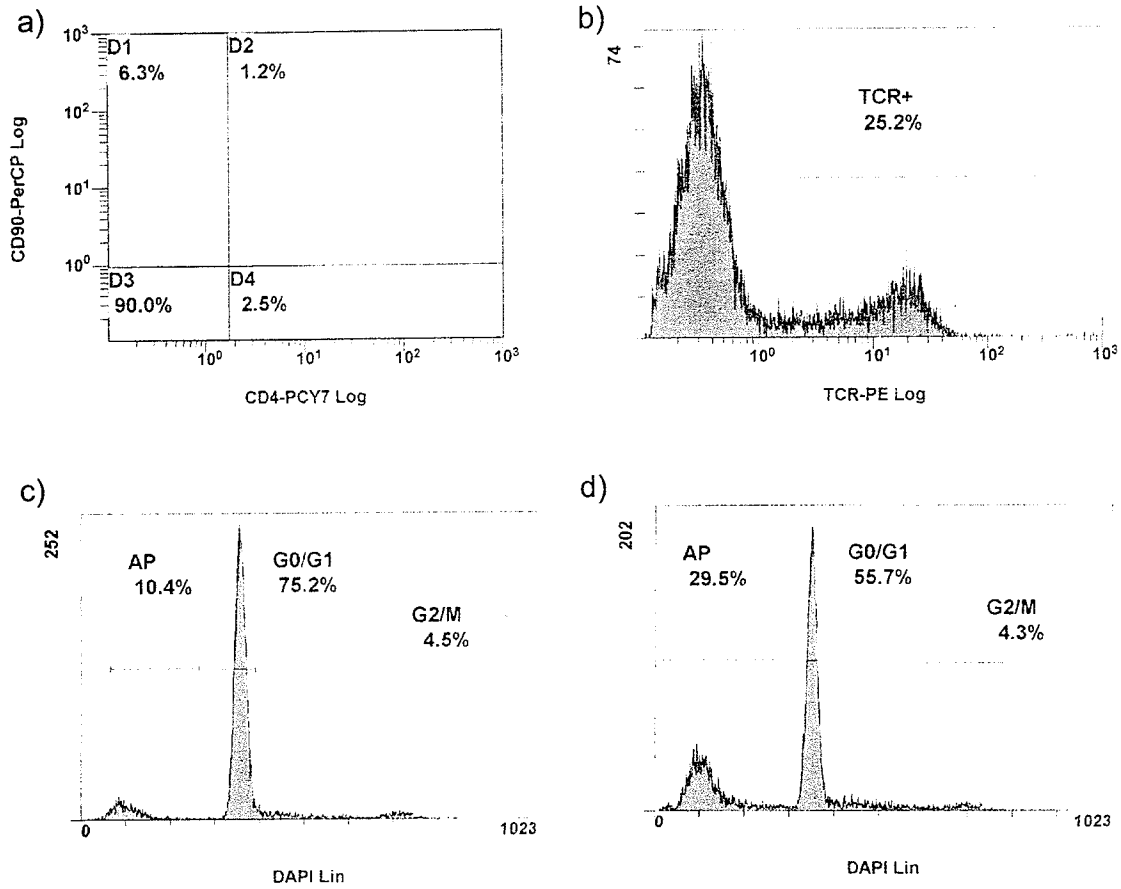 a)
10³
D1
6.3%
D2
1.2%
10²
CD90-PerCP Log
10¹
10⁰
D3
90.0%
D4
2.5%
10⁰
10¹
10²
10³
CD4-PCY7 Log
b)
74
TCR+
25.2%
10⁰
10¹
10²
10³
TCR-PE Log
c)
252
AP
10.4%
G0/G1
75.2%
G2/M
4.5%
0
1023
DAPI Lin
d)
202
AP
29.5%
G0/G1
55.7%
G2/M
4.3%
0
1023
DAPI Lin